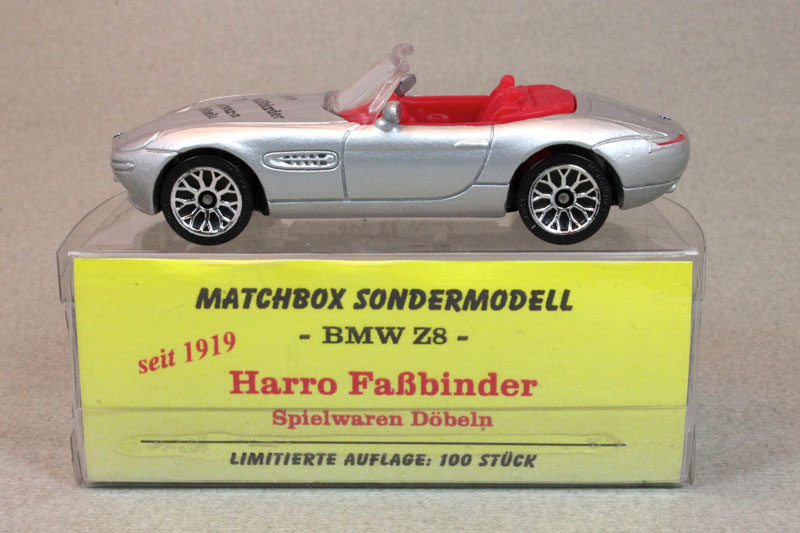 MATCHBOX SONDERMODELL
- BMW Z8 -
seit 1919
Harro Faßbinder
Spielwaren Döbeln
LIMITIERTE AUFLAGE: 100 STÜCK